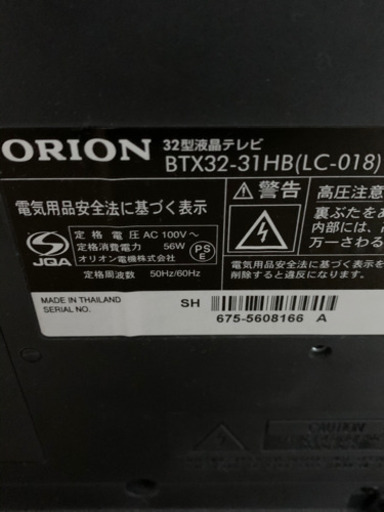 ORION 32型液晶テレビ
BTX32-31HB(LC-018)
電気用品安全法に基づく表示
JQA
定格電圧 AC 100V~
定格消費電力 56W
オリオン電機株式会社
定格周波数 50Hz/60Hz
PS
E
警告 高圧注意
裏ぶたをあ
内部には、高
万一さわる
電気用品安全法に基づく表示を
削除すると違反になります。
MADE IN THAILAND
SERIAL NO.
SH
675-5608166 A
CAUTION